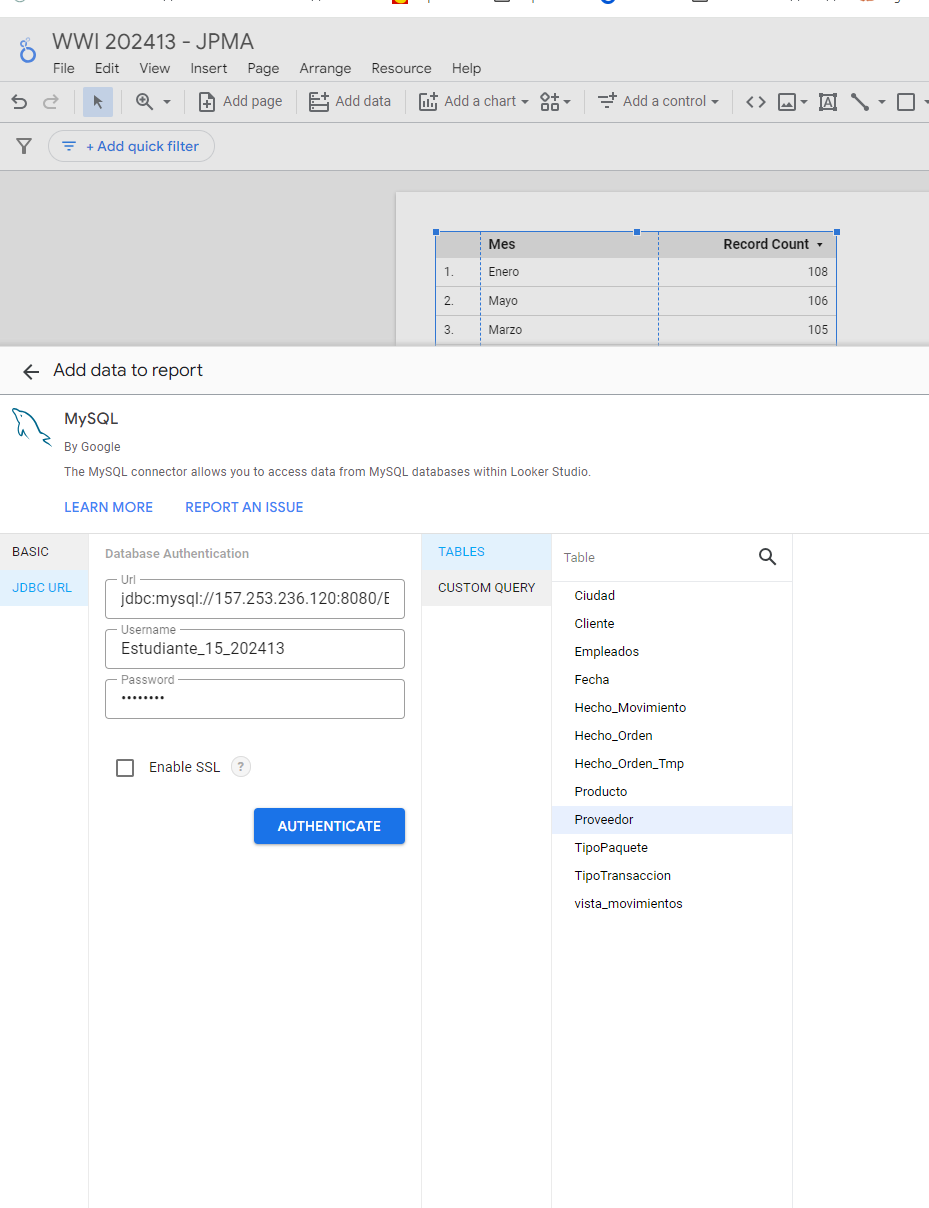 WWI 202413 - JPMA
File Edit View Insert Page Arrange Resource Help
Add page Add data Add a chart Add a control
+ Add quick filter
Mes Record Count
1. Enero 108
2. Mayo 106
3. Marzo 105
Add data to report
MySQL
By Google
The MySQL connector allows you to access data from MySQL databases within Looker Studio.
LEARN MORE REPORT AN ISSUE
BASIC
JDBC URL
Database Authentication
Url
jdbc:mysql://157.253.236.120:8080/E
Username
Estudiante_15_202413
Password
••••••••
Enable SSL ?
AUTHENTICATE
TABLES
CUSTOM QUERY
Table
Ciudad
Cliente
Empleados
Fecha
Hecho_Movimiento
Hecho_Orden
Hecho_Orden_Tmp
Producto
Proveedor
TipoPaquete
TipoTransaccion
vista_movimientos